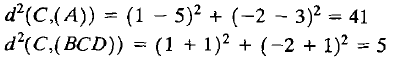 d²(C,(A)) = (1 − 5)² + (−2 − 3)² = 41
d²(C,(BCD)) = (1 + 1)² + (−2 + 1)² = 5